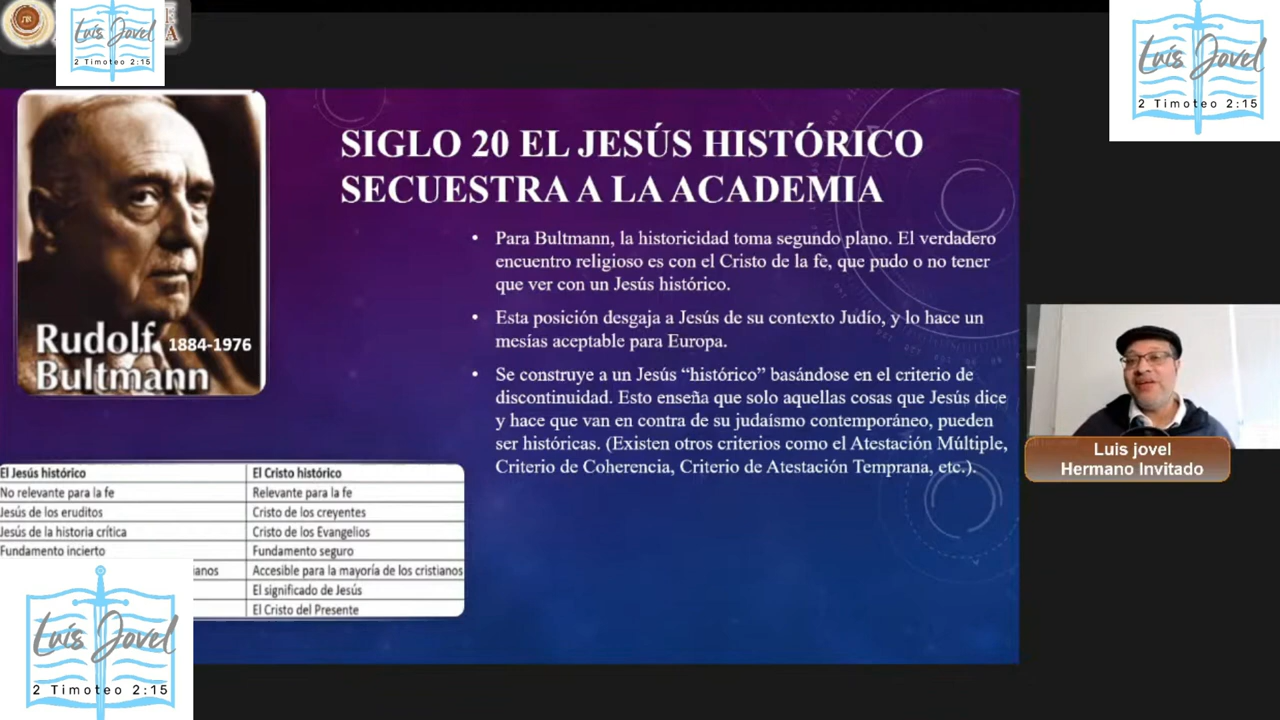 E
A
Luis Jovel
2 Timoteo 2:15
Luis Jovel
2 Timoteo 2:15
SIGLO 20 EL JESÚS HISTÓRICO
SECUESTRA A LA ACADEMIA
Rudolf 1884-1976
Bultmann
• Para Bultmann, la historicidad toma segundo plano. El verdadero
encuentro religioso es con el Cristo de la fe, que pudo o no tener
que ver con un Jesús histórico.
• Esta posición desgaja a Jesús de su contexto Judío, y lo hace un
mesías aceptable para Europa.
• Se construye a un Jesús “histórico” basándose en el criterio de
discontinuidad. Esto enseña que solo aquellas cosas que Jesús dice
y hace que van en contra de su judaísmo contemporáneo, pueden
ser históricas. (Existen otros criterios como el Atestación Múltiple,
Criterio de Coherencia, Criterio de Atestación Temprana, etc.).
Luis jovel
Hermano Invitado
El Jesús histórico El Cristo histórico
No relevante para la fe Relevante para la fe
Jesús de los eruditos Cristo de los creyentes
Jesús de la historia crítica Cristo de los Evangelios
Fundamento incierto Fundamento seguro
ianos Accesible para la mayoría de los cristianos
El significado de Jesús
El Cristo del Presente
Luis Jovel
2 Timoteo 2:15